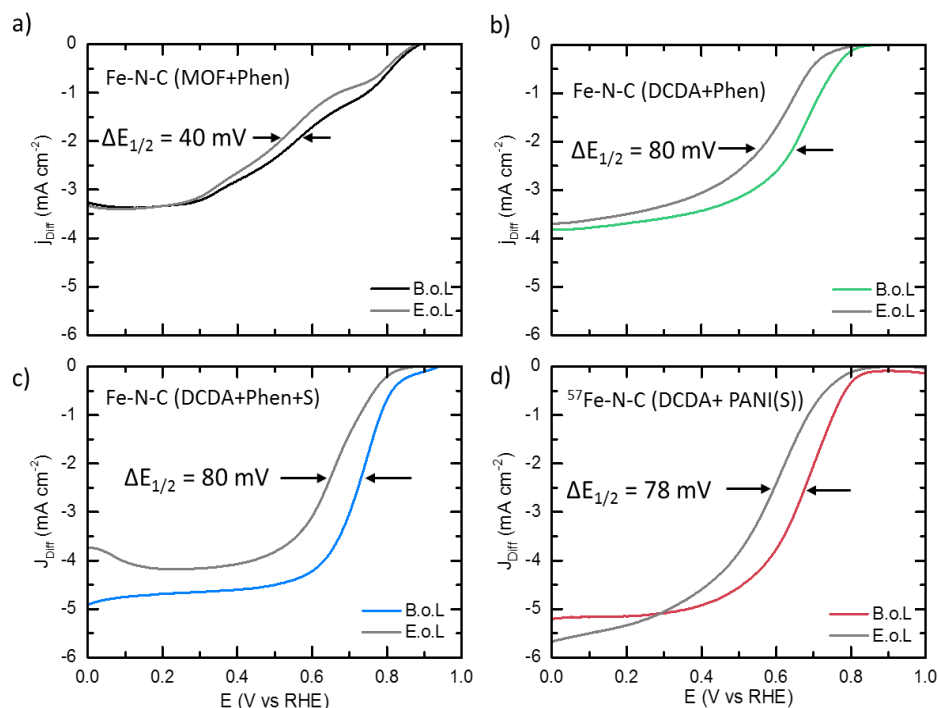 a)
Fe-N-C (MOF+Phen)
ΔE1/2 = 40 mV
B.o.L
E.o.L
jDiff (mA cm-2)
0
-1
-2
-3
-4
-5
-6
b)
Fe-N-C (DCDA+Phen)
ΔE1/2 = 80 mV
B.o.L
E.o.L
jDiff (mA cm-2)
0
-1
-2
-3
-4
-5
-6
c)
Fe-N-C (DCDA+Phen+S)
ΔE1/2 = 80 mV
B.o.L
E.o.L
JDiff (mA cm-2)
0
-1
-2
-3
-4
-5
-6
0.0 0.2 0.4 0.6 0.8 1.0
E (V vs RHE)
d)
57Fe-N-C (DCDA+ PANI(S))
ΔE1/2 = 78 mV
B.o.L
E.o.L
JDiff (mA cm-2)
0
-1
-2
-3
-4
-5
-6
0.0 0.2 0.4 0.6 0.8 1.0
E (V vs RHE)